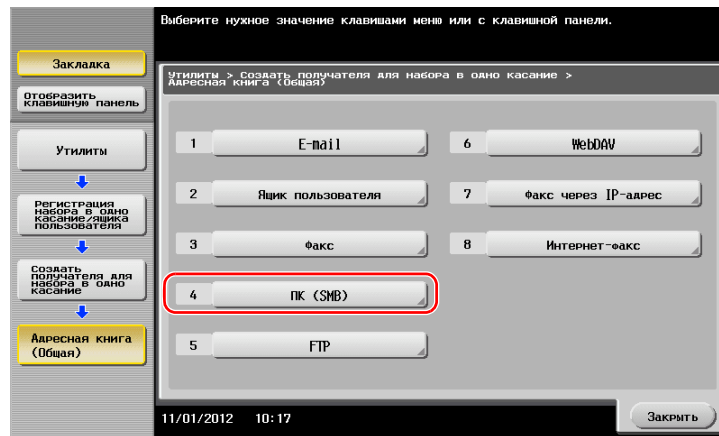 Выберите нужное значение клавишами меню или с клавишной панели.
Закладка
Отобразить
клавишную панель
Утилиты
Регистрация
набора в одно
касание/ящика
пользователя
Создать
получателя для
набора в одно
касание
Адресная книга
(Общая)
Утилиты > Создать получателя для набора в одно касание >
Адресная книга (Общая)
1 E-mail
6 WebDAV
2 Ящик пользователя
7 Факс через IP-адрес
3 Факс
8 Интернет-факс
4 ПК (SMB)
5 FTP
11/01/2012 10:17
Закрыть